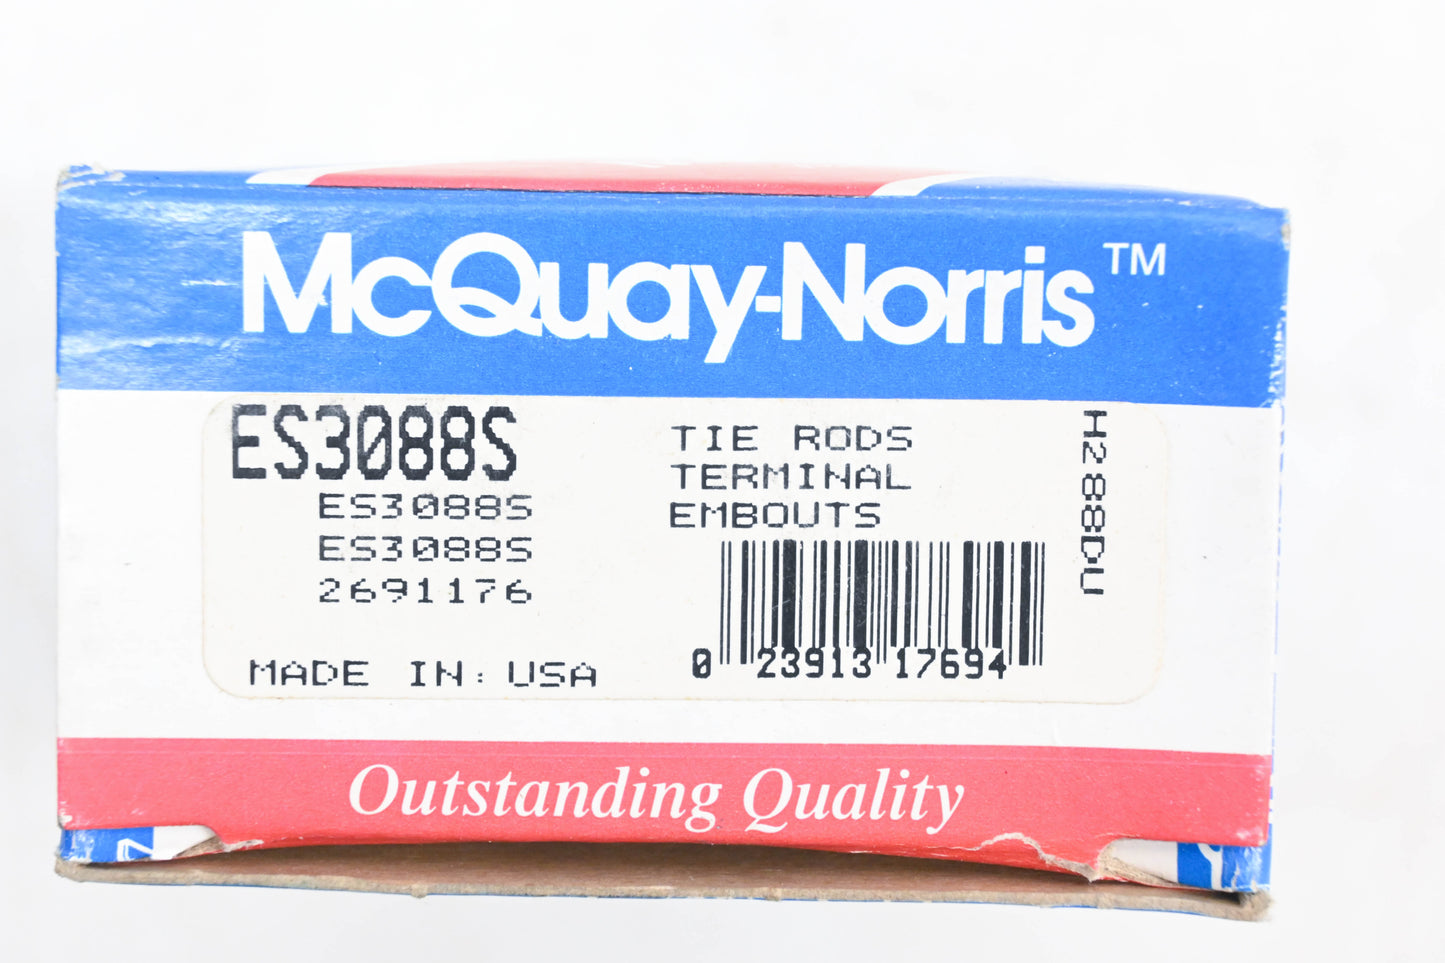 McQuay-Norris™
ES3088S
ES3088S
ES3088S
2691176
MADE IN: USA
TIE RODS
TERMINAL
EMBOUTS
0 23913 17694
H288DU
Outstanding Quality